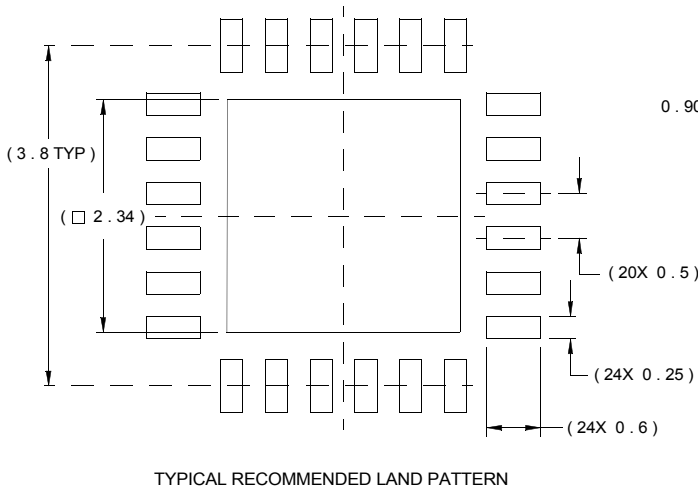 0 . 90
( 3 . 8 TYP )
( □ 2 . 34 )
( 20X 0 . 5 )
( 24X 0 . 25 )
( 24X 0 . 6 )
TYPICAL RECOMMENDED LAND PATTERN